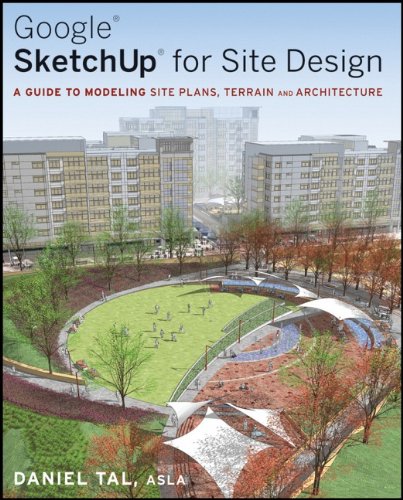 Google®
SketchUp® for Site Design
A GUIDE TO MODELING SITE PLANS, TERRAIN AND ARCHITECTURE
DANIEL TAL, ASLA